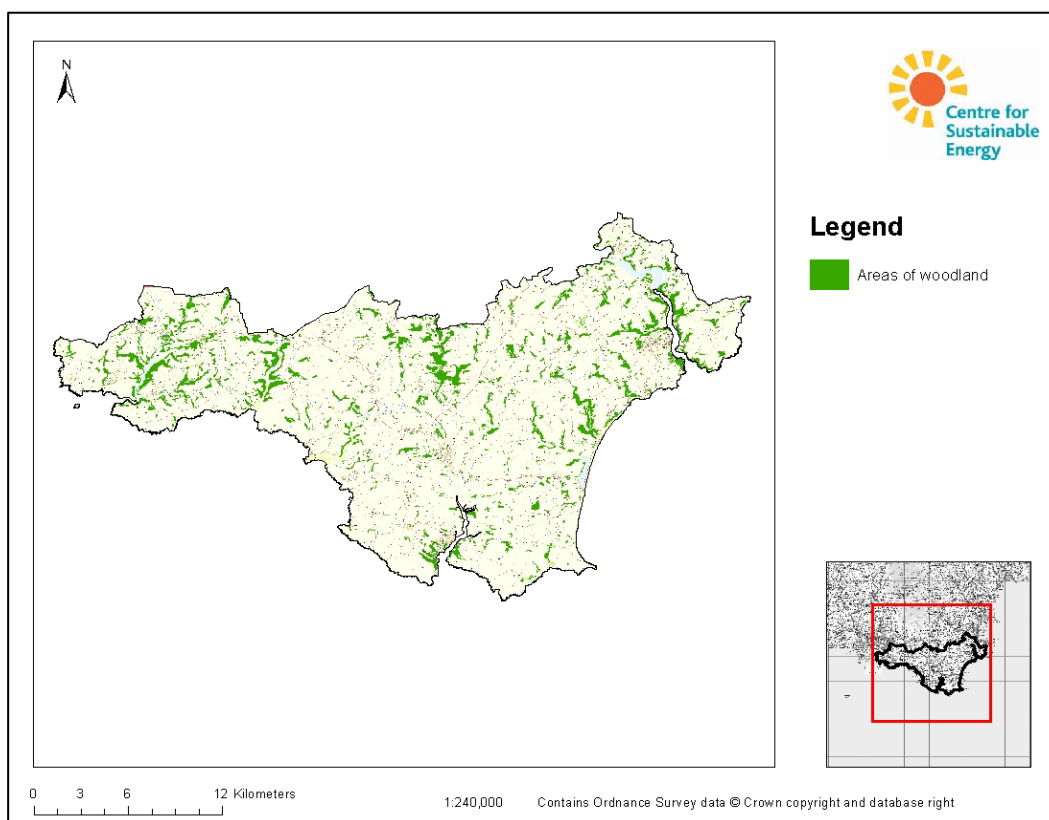 N
Centre for
Sustainable
Energy
Legend
Areas of woodland
0 3 6 12 Kilometers
1:240,000
Contains Ordnance Survey data © Crown copyright and database right